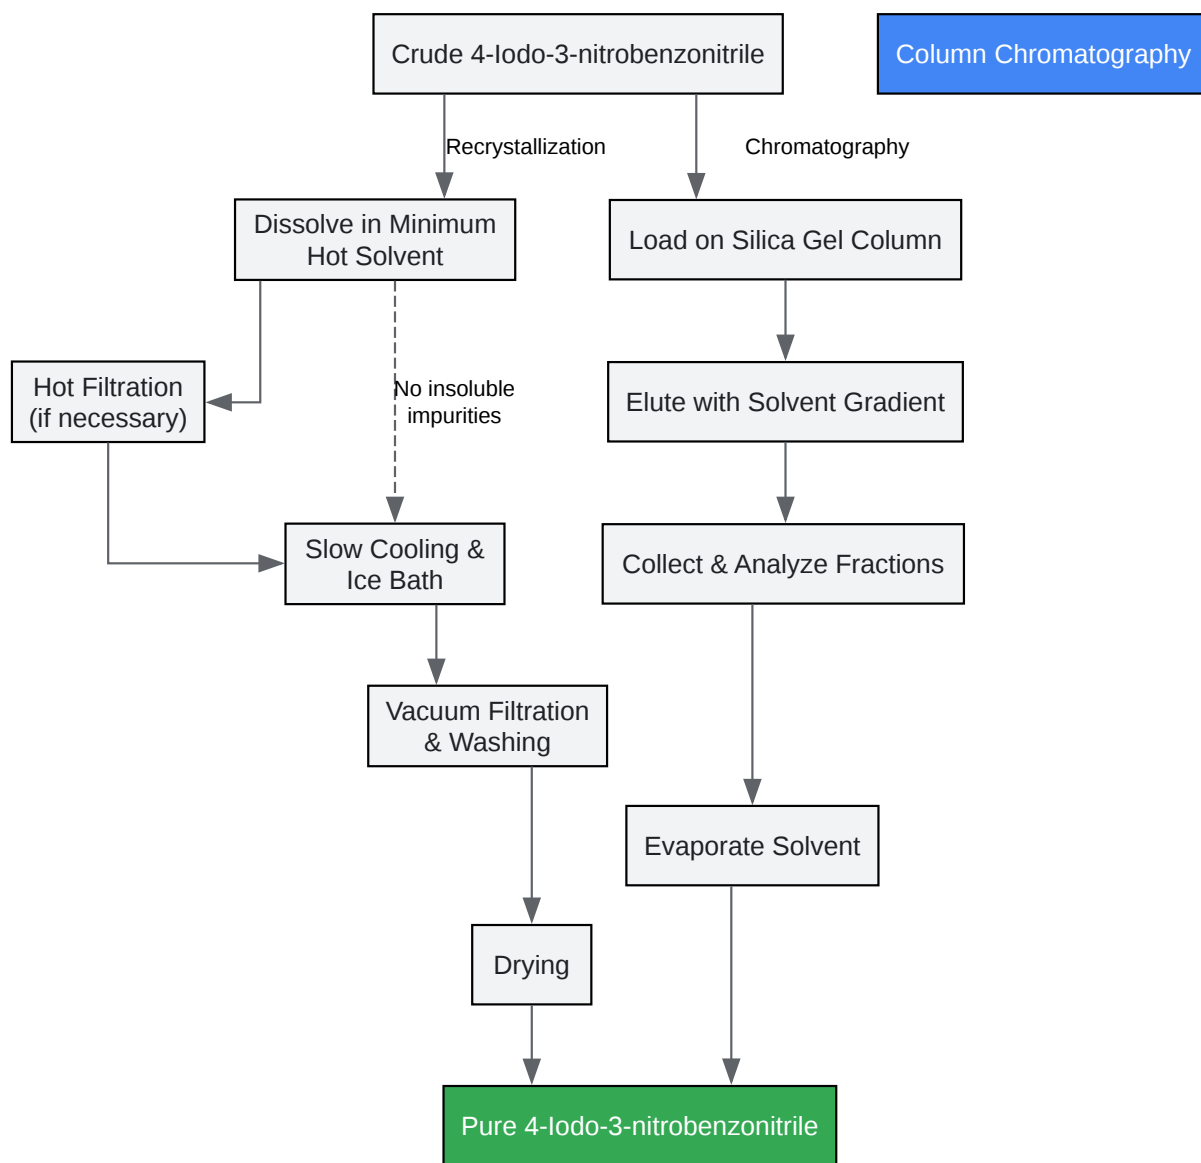 Crude 4-Iodo-3-nitrobenzonitrile
Column Chromatography
Recrystallization
Chromatography
Dissolve in Minimum
Hot Solvent
Load on Silica Gel Column
Hot Filtration
(if necessary)
No insoluble
impurities
Elute with Solvent Gradient
Slow Cooling &
Ice Bath
Collect & Analyze Fractions
Vacuum Filtration
& Washing
Evaporate Solvent
Drying
Pure 4-Iodo-3-nitrobenzonitrile